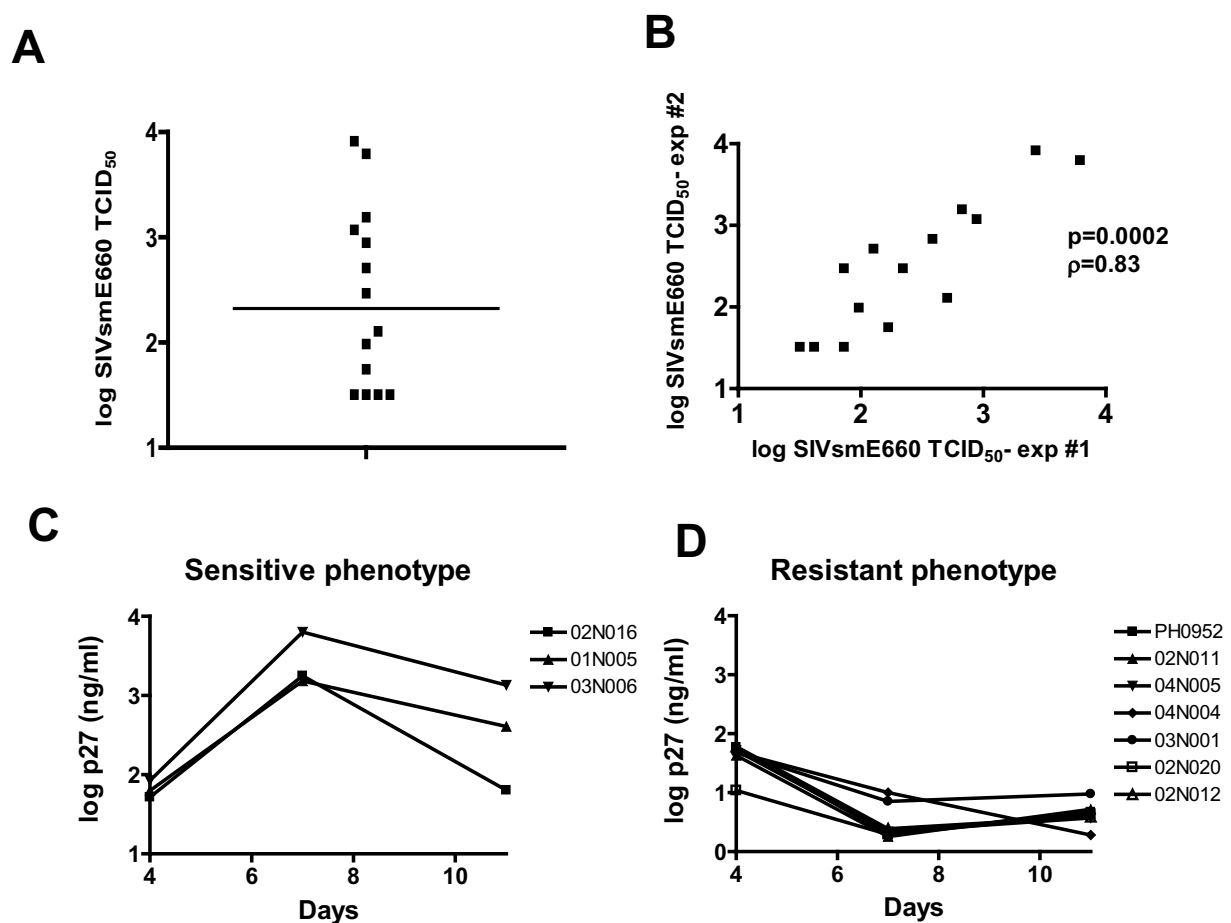 A
log SIVsmE660 TCID50
4
3
2
1
B
log SIVsmE660 TCID50- exp #2
4
3
2
1
p=0.0002
ρ=0.83
1 2 3 4
log SIVsmE660 TCID50- exp #1
C
Sensitive phenotype
log p27 (ng/ml)
4
3
2
1
4 6 8 10
Days
02N016
01N005
03N006
D
Resistant phenotype
log p27 (ng/ml)
4
3
2
1
0
4 6 8 10
Days
PH0952
02N011
04N005
04N004
03N001
02N020
02N012